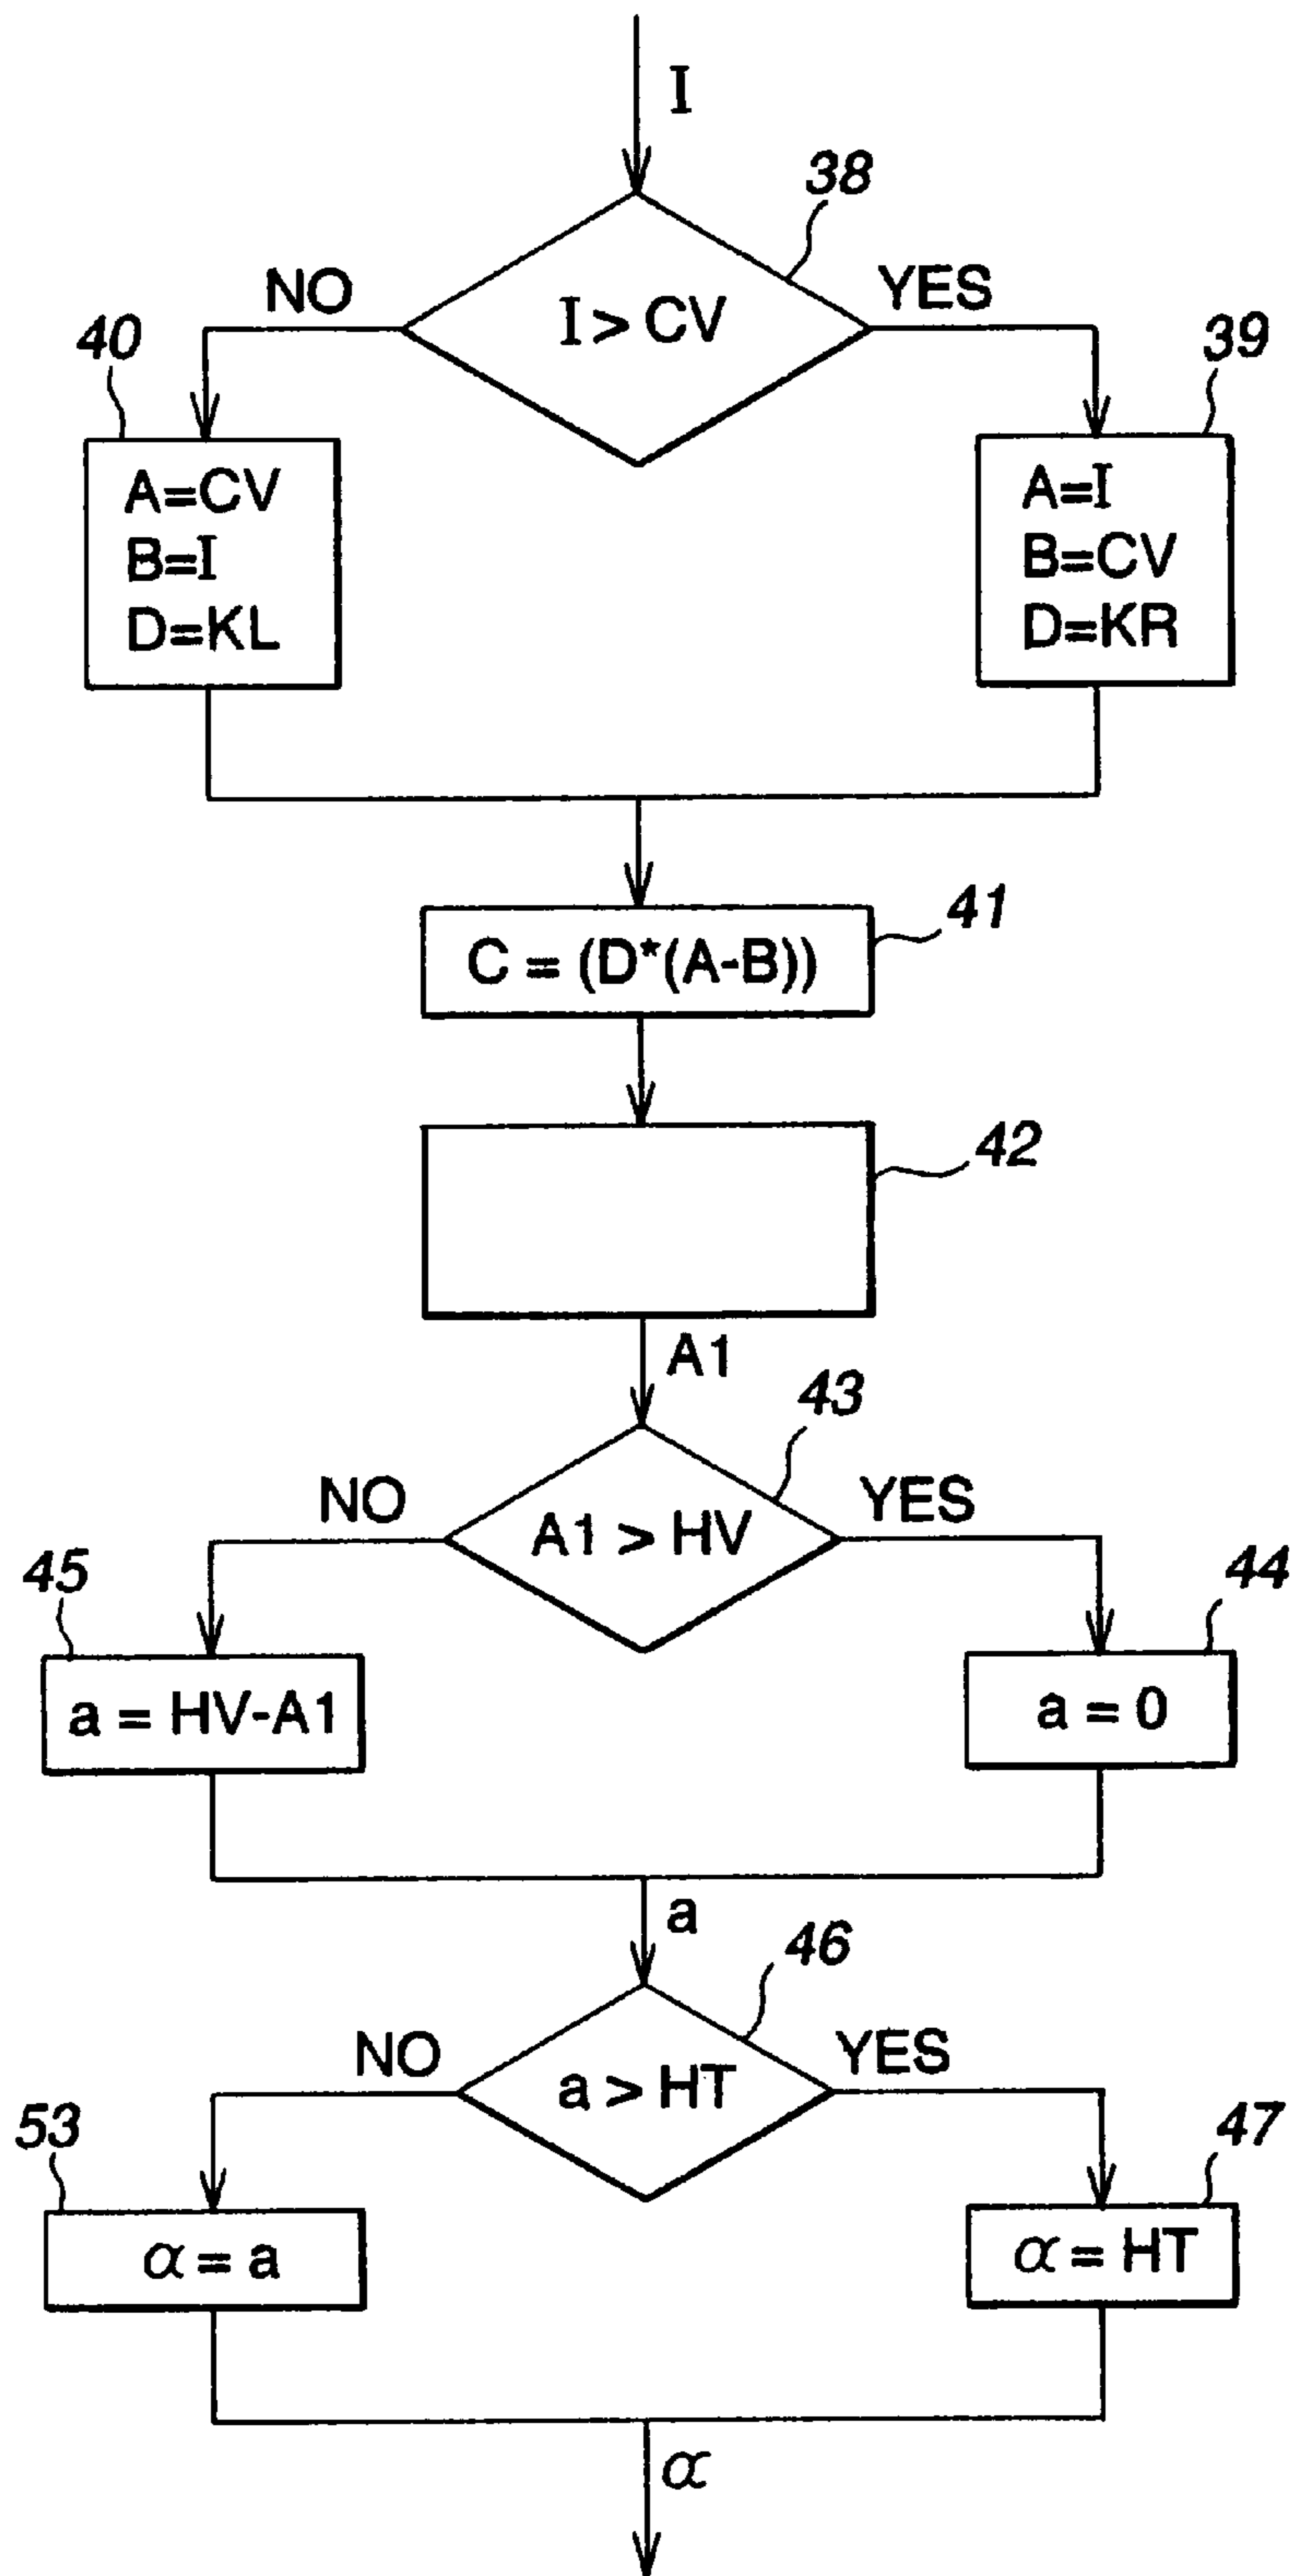 I
38
NO
I > CV
YES
40
39
A=CV
B=I
D=KL
A=I
B=CV
D=KR
41
C = (D*(A-B))
42
A1
43
NO
A1 > HV
YES
45
44
a = HV-A1
a = 0
a
46
NO
a > HT
YES
53
47
α = a
α = HT
α